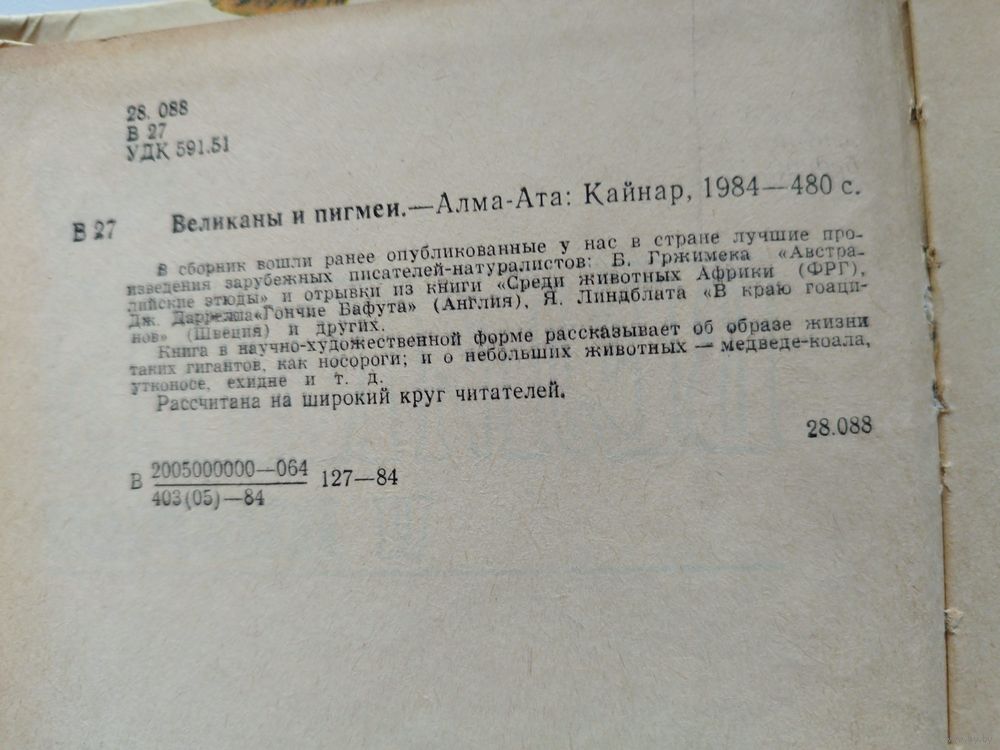 28. 088
В 27
УДК 591.51
В 27 Великаны и пигмеи.—Алма-Ата: Кайнар, 1984—480 с.
В сборник вошли ранее опубликованные у нас в стране лучшие про-
изведения зарубежных писателей-натуралистов: Б. Гржимека «Австра-
лийские этюды» и отрывки из книги «Среди животных Африки (ФРГ),
Дж. Даррелла«Гончие Бафута» (Англия), Я. Линдблата «В краю гоаци-
нов» (Швеция) и других.
Книга в научно-художественной форме рассказывает об образе жизни
таких гигантов, как носороги; и о небольших животных — медведе-коала,
утконосе, ехидне и т. д.
Рассчитана на широкий круг читателей.
28.088
В 2005000000—064 127—84
403(05)—84